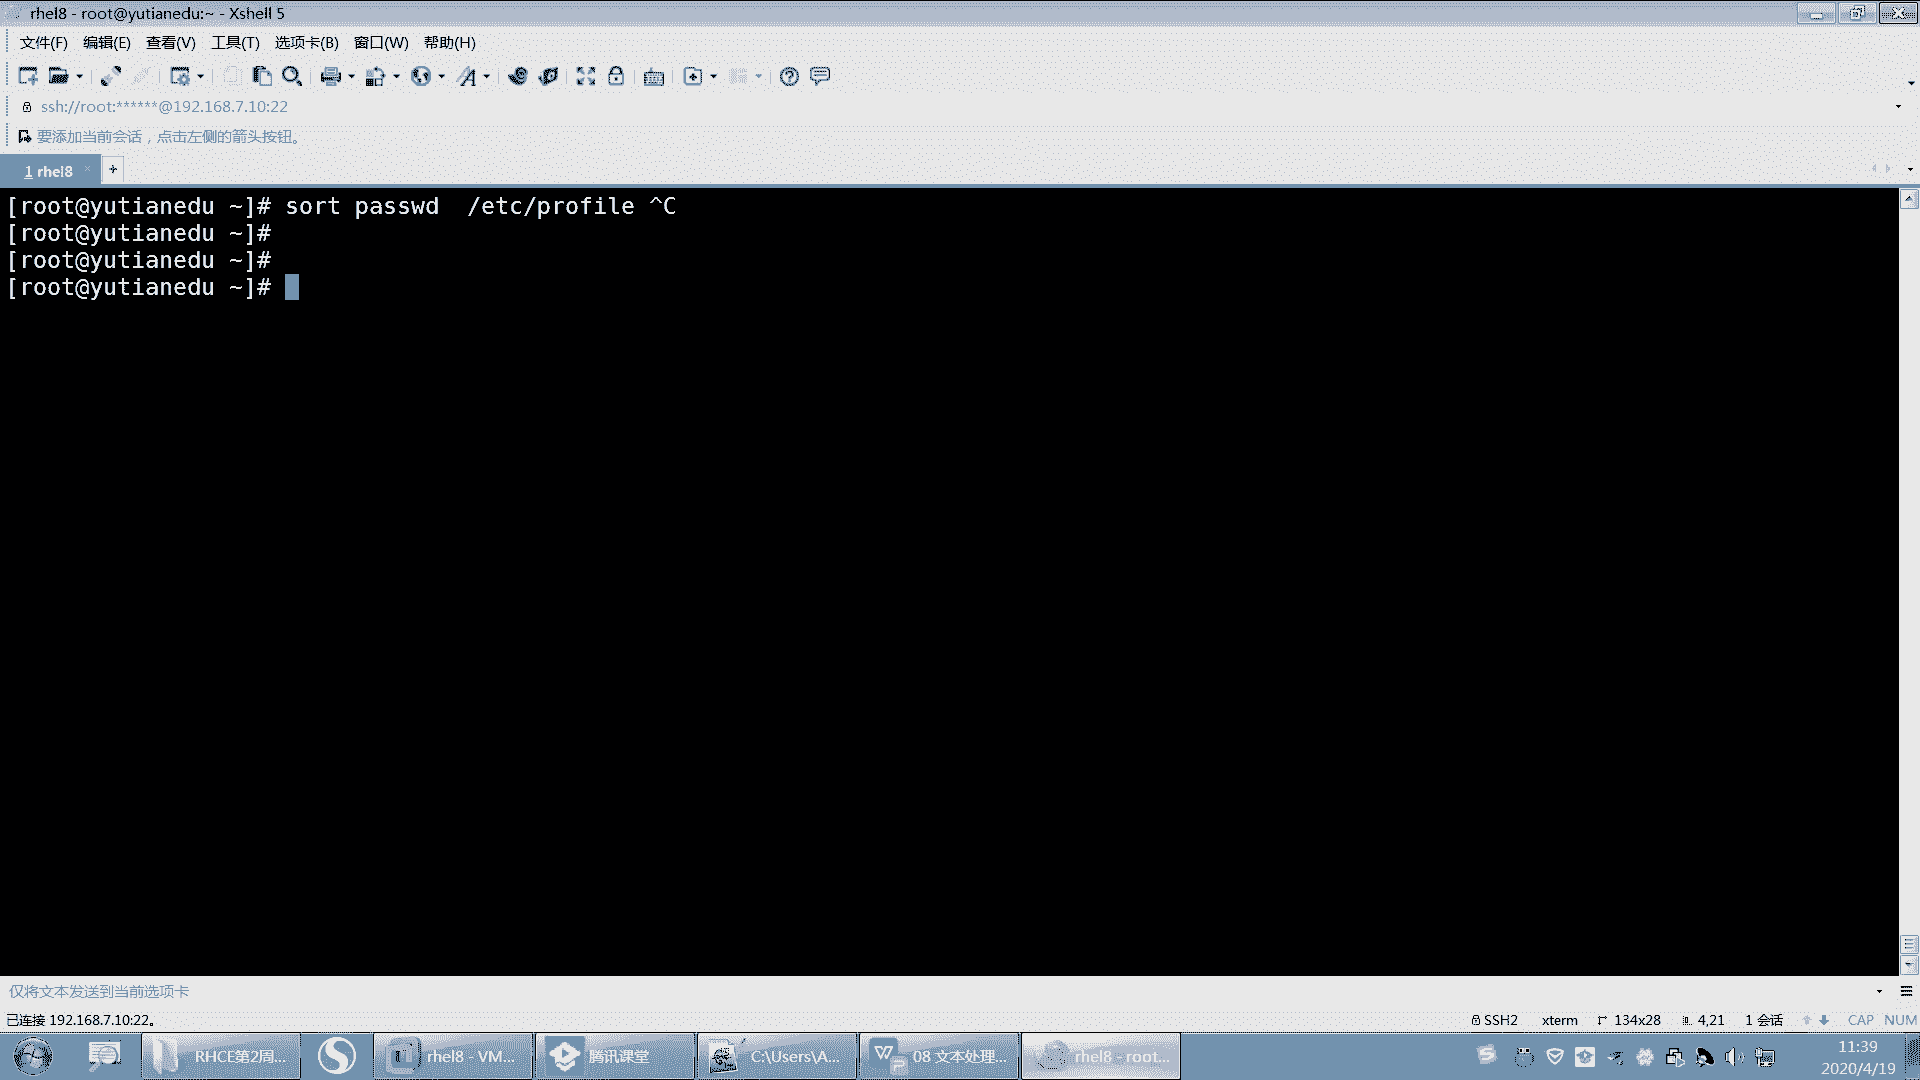 rhel8 - root@yutianedu:~ - Xshell 5
文件(F) 编辑(E) 查看(V) 工具(T) 选项卡(B) 窗口(W) 帮助(H)
ssh://root:******@192.168.7.10:22
要添加当前会话，点击左侧的箭头按钮。
1 rhel8 × +
[root@yutianedu ~]# sort passwd  /etc/profile ^C
[root@yutianedu ~]#
[root@yutianedu ~]#
[root@yutianedu ~]#
仅将文本发送到当前选项卡
已连接 192.168.7.10:22。 SSH2 xterm 134x28 4,21 1 会话 CAP NUM
RHCE第2周... rhel8 - VM... 腾讯课堂 C:\Users\A... 08 文本处理... rhel8 - root... 11:39
2020/4/19